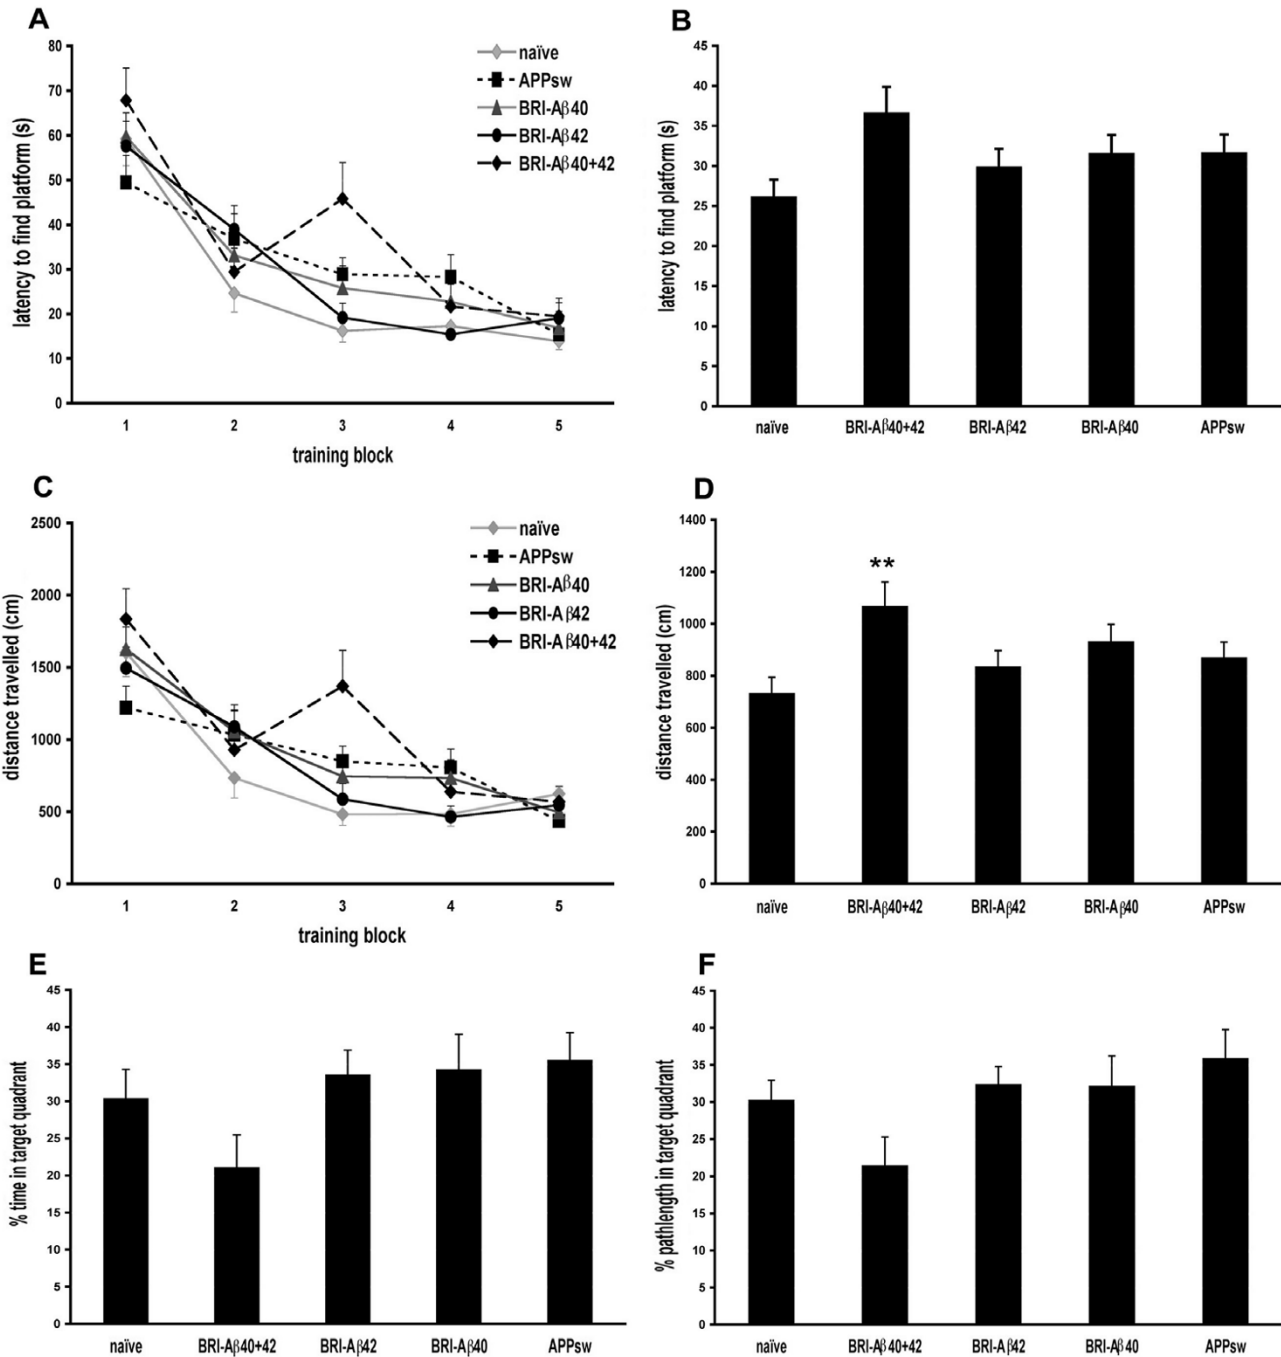 A
latency to find platform (s)
80
70
60
50
40
30
20
10
0
1 2 3 4 5
training block
naïve
APPsw
BRI-Aβ40
BRI-Aβ42
BRI-Aβ40+42
B
latency to find platform (s)
45
40
35
30
25
20
15
10
5
0
naïve BRI-Aβ40+42 BRI-Aβ42 BRI-Aβ40 APPsw
C
distance travelled (cm)
2500
2000
1500
1000
500
0
1 2 3 4 5
training block
naïve
APPsw
BRI-Aβ40
BRI-Aβ42
BRI-Aβ40+42
D
distance travelled (cm)
1400
1200
1000
800
600
400
200
0
**
naïve BRI-Aβ40+42 BRI-Aβ42 BRI-Aβ40 APPsw
E
% time in target quadrant
45
40
35
30
25
20
15
10
5
0
naïve BRI-Aβ40+42 BRI-Aβ42 BRI-Aβ40 APPsw
F
% pathlength in target quadrant
45
40
35
30
25
20
15
10
5
0
naïve BRI-Aβ40+42 BRI-Aβ42 BRI-Aβ40 APPsw